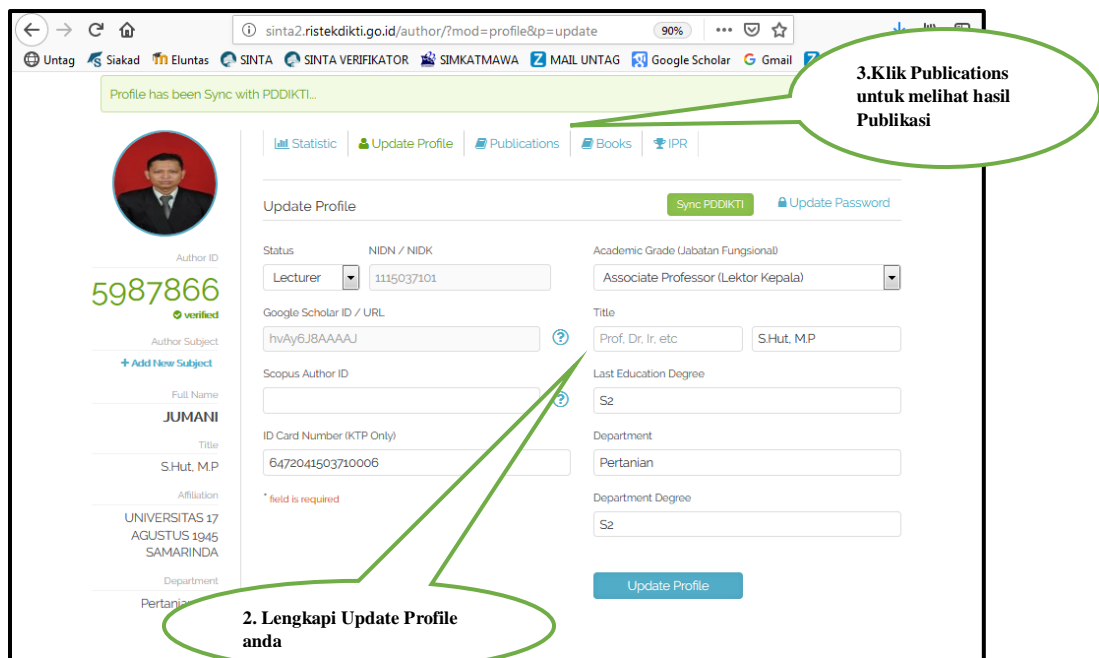 sinta2.ristekdikti.go.id/author/?mod=profile&p=update 90%
Untag Siakad Eluntas SINTA SINTA VERIFIKATOR SIMKATMAWA MAIL UNTAG Google Scholar Gmail
3.Klik Publications
untuk melihat hasil
Publikasi
Profile has been Sync with PDDIKTI...
Statistic Update Profile Publications Books IPR
Update Profile Sync PDDIKTI Update Password
Author ID
5987866
verified
Author Subject
+ Add New Subject
Full Name
JUMANI
Title
S.Hut, M.P
Affiliation
UNIVERSITAS 17
AGUSTUS 1945
SAMARINDA
Department
Status NIDN / NIDK
Lecturer 1115037101
Google Scholar ID / URL
hvAy6J8AAAAJ
Scopus Author ID
ID Card Number (KTP Only)
6472041503710006
* field is required
Academic Grade (Jabatan Fungsional)
Associate Professor (Lektor Kepala)
Title
Prof, Dr, Ir, etc S.Hut, M.P
Last Education Degree
S2
Department
Pertanian
Department Degree
S2
Update Profile
2. Lengkapi Update Profile
anda